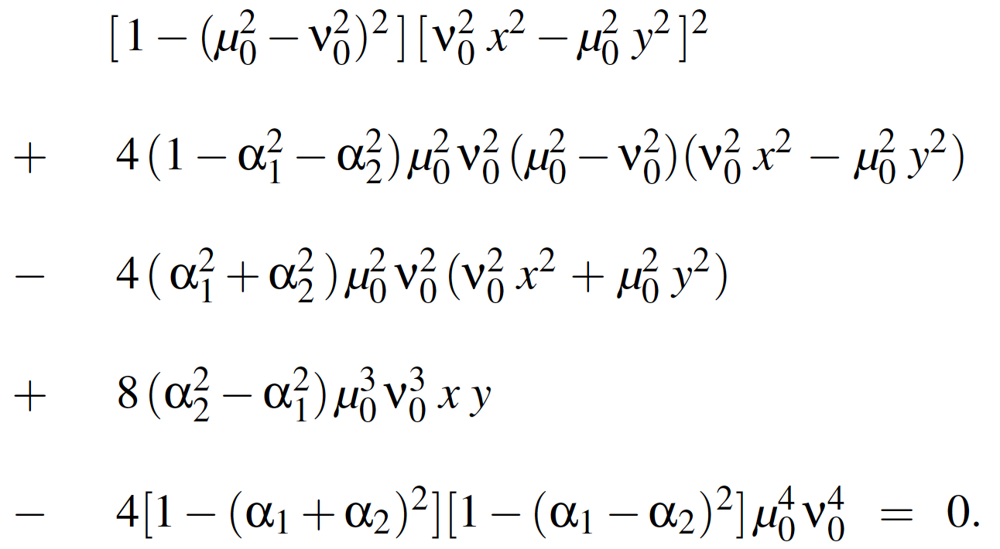 [1 − (μ₀² − ν₀²)²][ν₀² x² − μ₀² y²]²
+ 4(1 − α₁² − α₂²)μ₀² ν₀² (μ₀² − ν₀²)(ν₀² x² − μ₀² y²)
− 4(α₁² + α₂²)μ₀² ν₀² (ν₀² x² + μ₀² y²)
+ 8(α₂² − α₁²)μ₀³ ν₀³ x y
− 4[1 − (α₁ + α₂)²][1 − (α₁ − α₂)²]μ₀⁴ ν₀⁴ = 0.